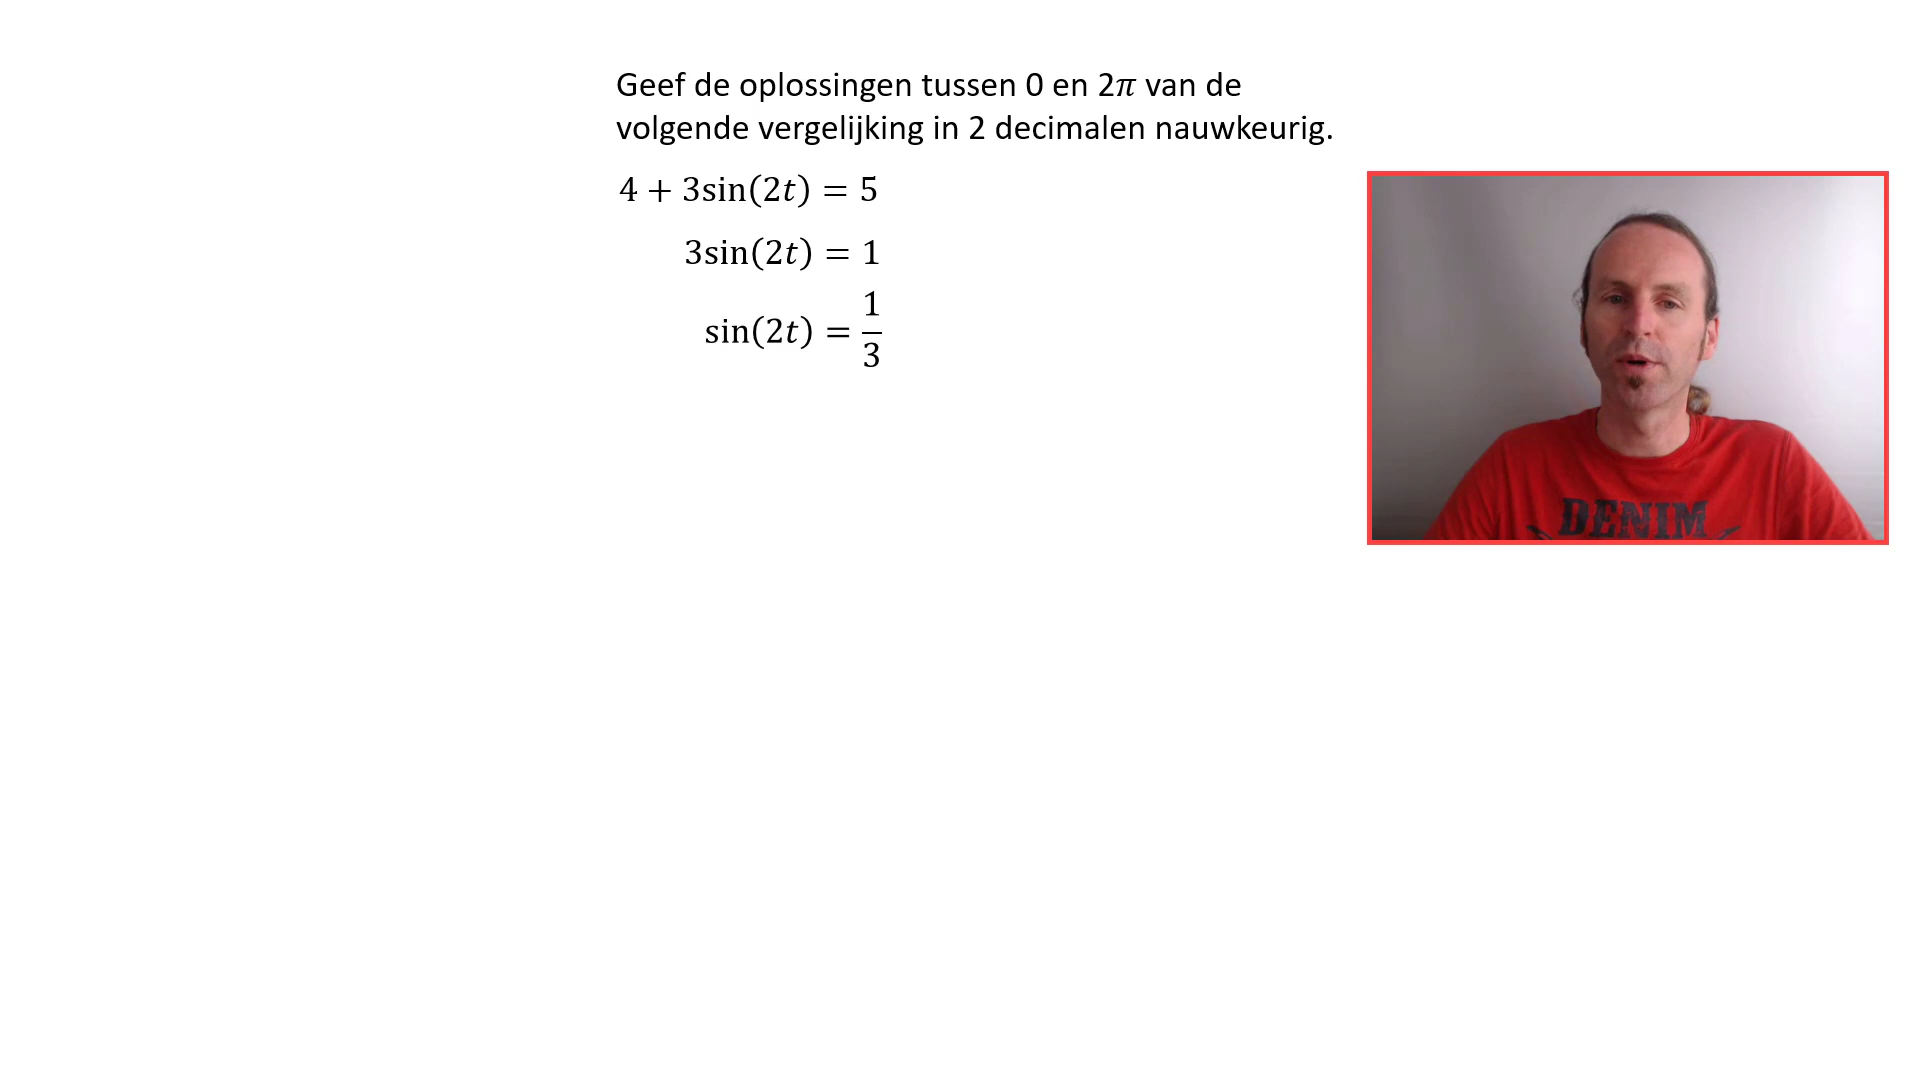 Geef de oplossingen tussen 0 en 2𝜋 van de
volgende vergelijking in 2 decimalen nauwkeurig.
4 + 3sin(2𝑡) = 5
3sin(2𝑡) = 1
sin(2𝑡) = 1/3
DENIM